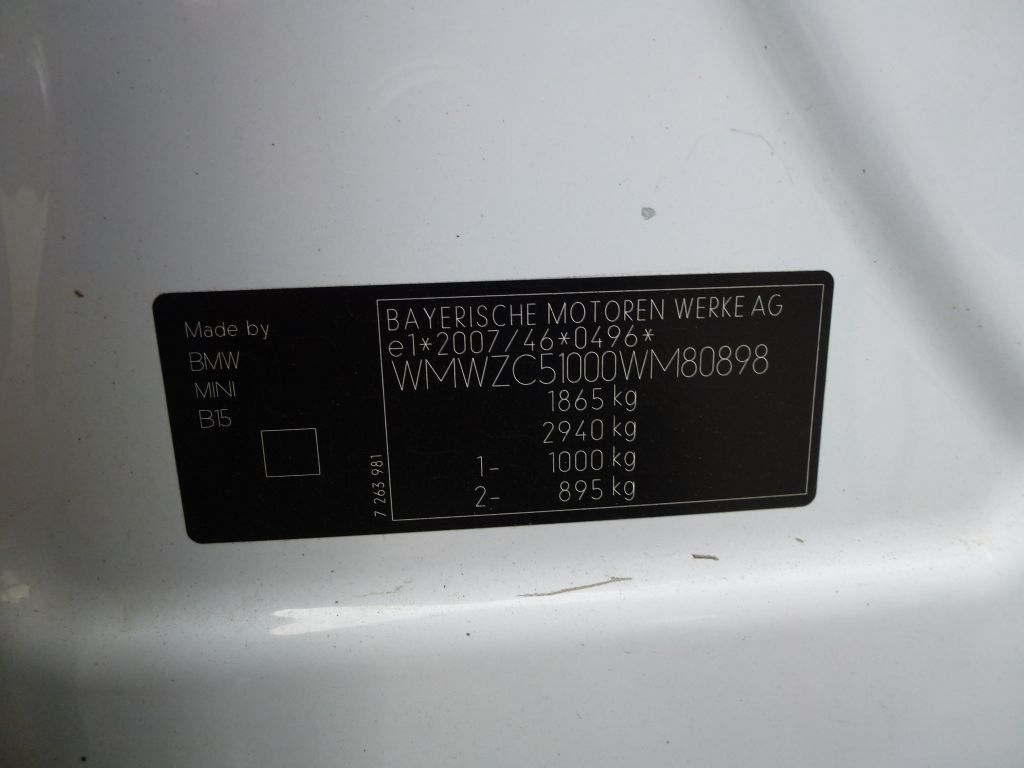 Made by
BMW
MINI
B15
7 263 981
BAYERISCHE MOTOREN WERKE AG
e1*2007/46*0496*
WMWZC51000WM80898
1865 kg
2940 kg
1- 1000 kg
2- 895 kg